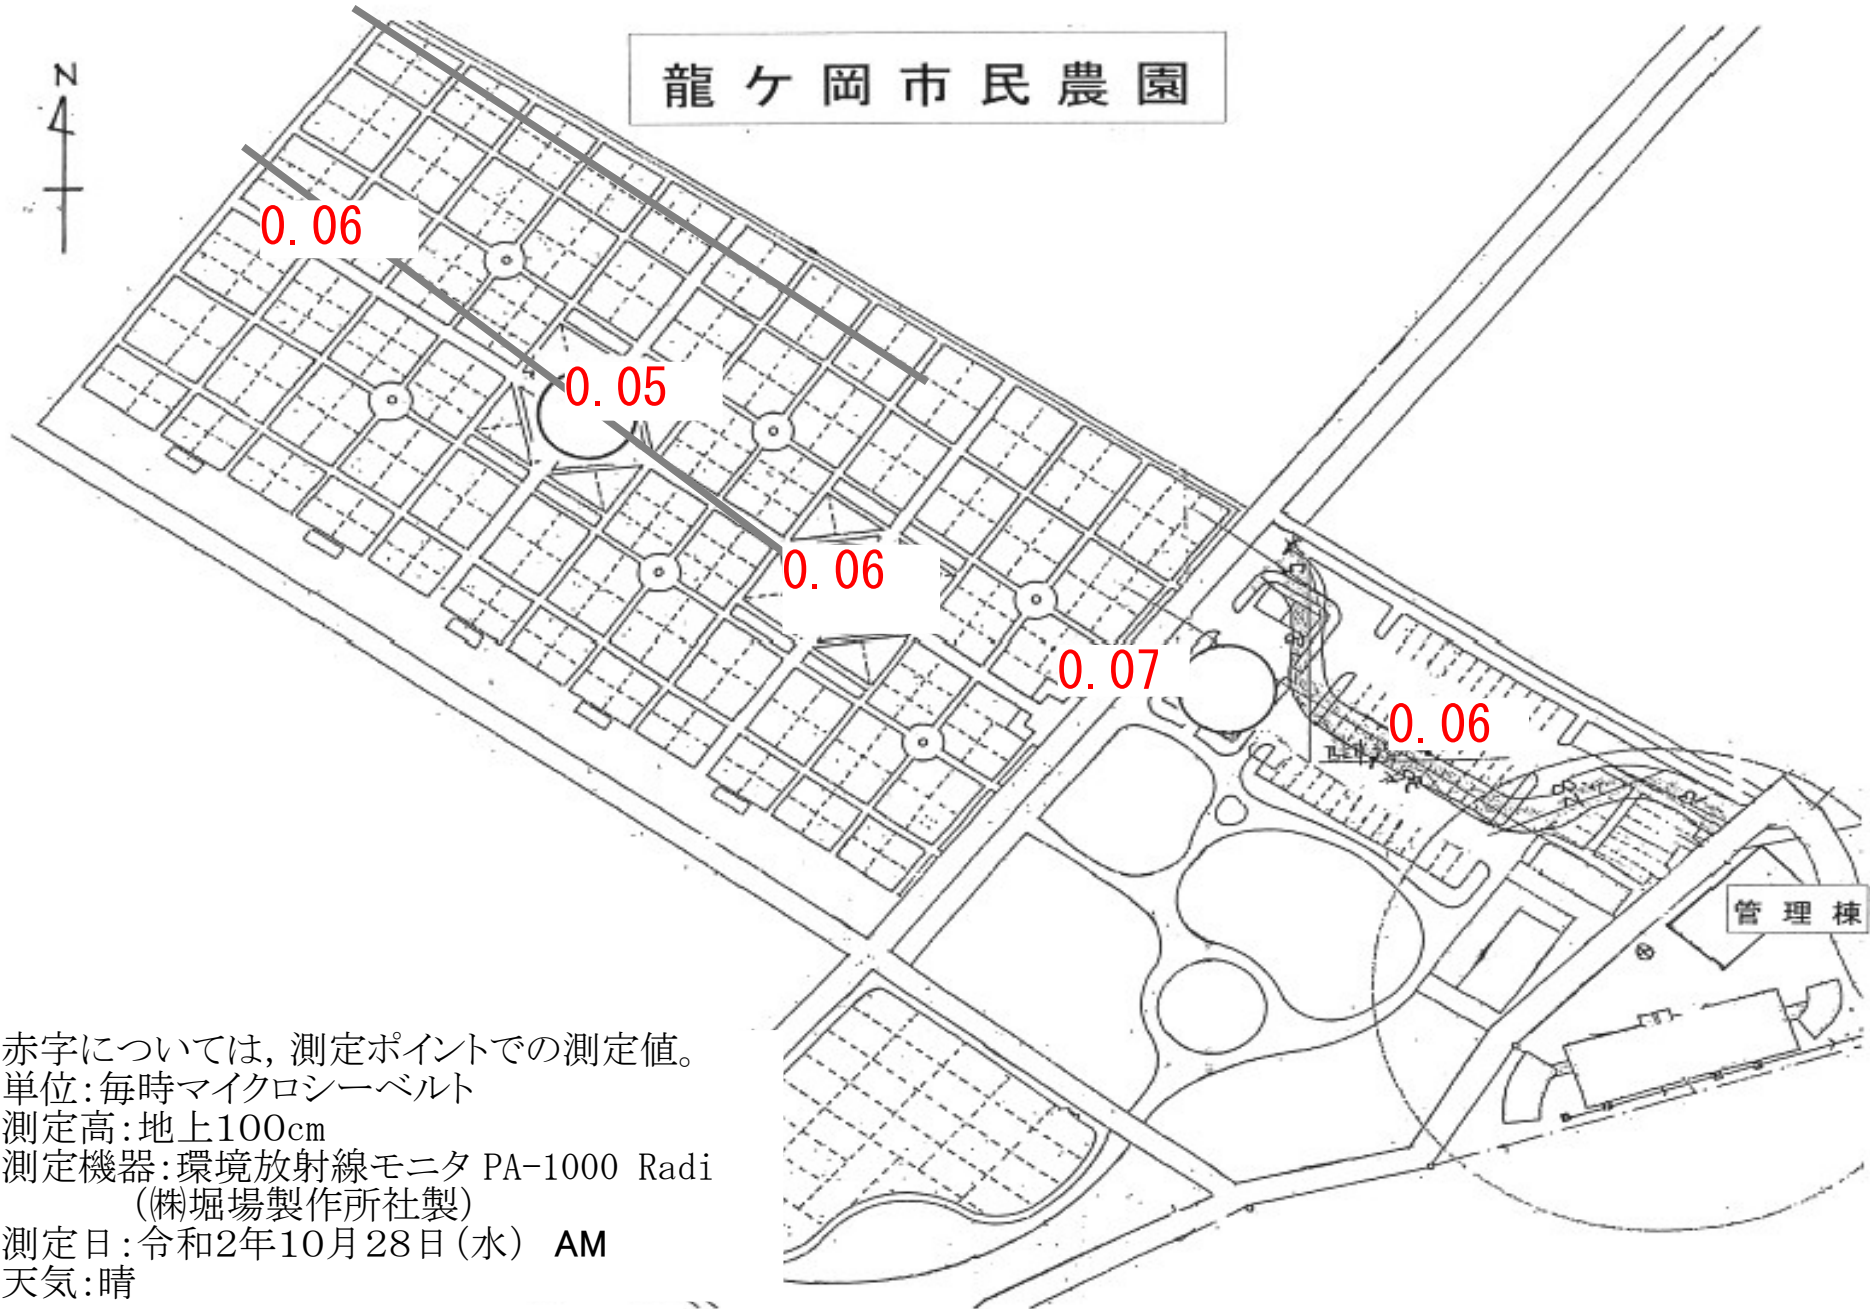 龍ケ岡市民農園
N
0.06
0.05
0.06
0.07
0.06
管理棟
赤字については，測定ポイントでの測定値。
単位：毎時マイクロシーベルト
測定高：地上100cm
測定機器：環境放射線モニタ PA-1000 Radi
（㈱堀場製作所社製）
測定日：令和2年10月28日（水） AM
天気：晴